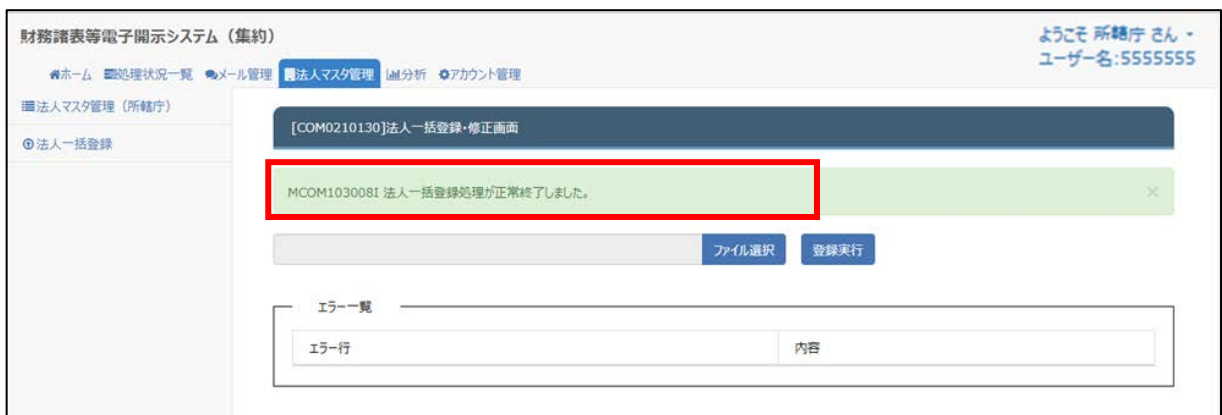 財務諸表等電子開示システム（集約）
ようこそ 所轄庁 さん
ユーザー名:5555555
ホーム 処理状況一覧 メール管理 法人マスタ管理 分析 アカウント管理
法人マスタ管理（所轄庁）
法人一括登録
[COM0210130]法人一括登録・修正画面
MCOM103008I 法人一括登録処理が正常終了しました。 ×
ファイル選択 登録実行
エラー一覧
エラー行 内容